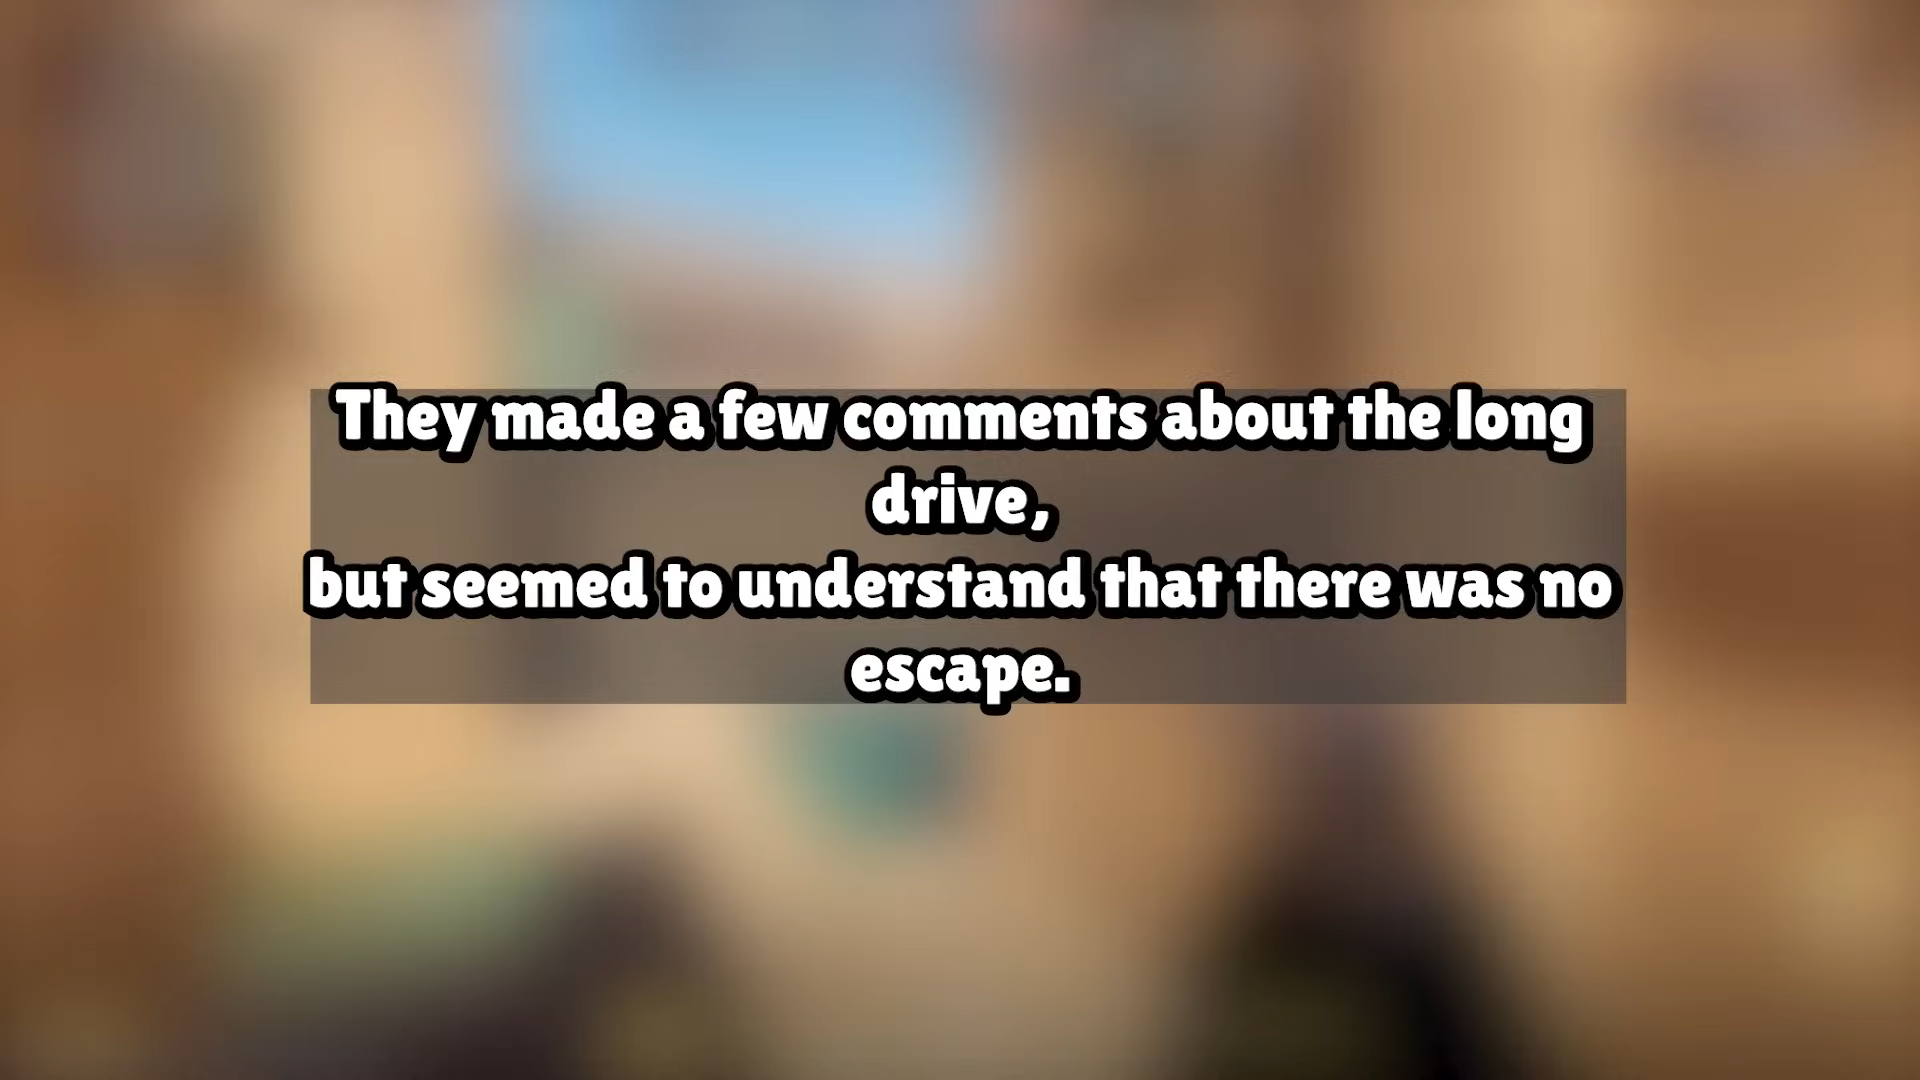 They made a few comments about the long
drive,
but seemed to understand that there was no
escape.